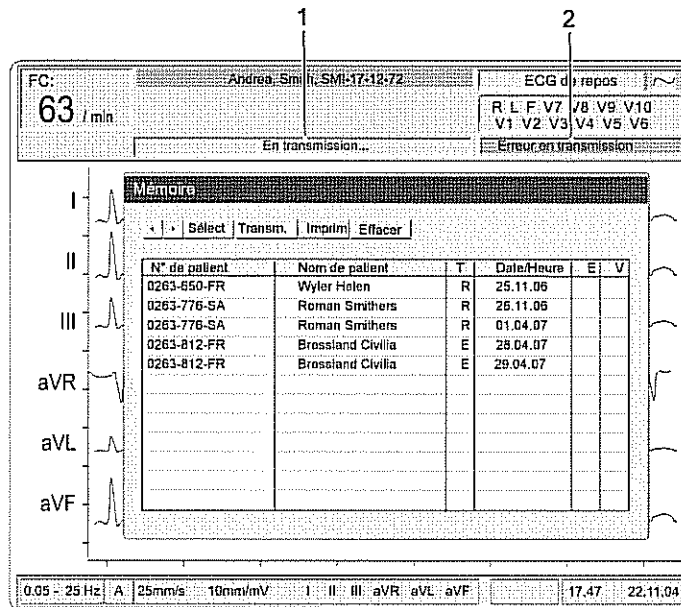 1 2
FC:
63 / min
Andrea, Smith, SMI-17-12-72
ECG de repos
R L F V7 V8 V9 V10
V1 V2 V3 V4 V5 V6
En transmission...
Erreur en transmission
Mémoire
Sélect Transm. Imprim Effacer
N° de patient Nom de patient T Date/Heure E V
0263-650-FR Wyler Helen R 25.11.06
0263-776-SA Roman Smithers R 25.11.06
0263-776-SA Roman Smithers R 01.04.07
0263-812-FR Brossland Civilia E 28.04.07
0263-812-FR Brossland Civilia E 29.04.07
I
II
III
aVR
aVL
aVF
0.05 - 25 Hz A 25mm/s 10mm/mV I II III aVR aVL aVF 17.47 22.11.04